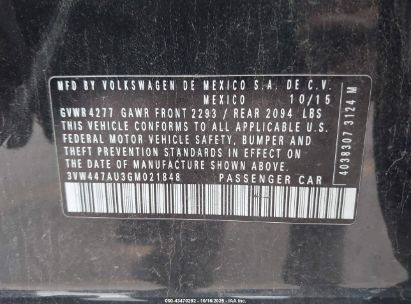 MFD BY VOLKSWAGEN DE MEXICO S.A. DE C.V.
MEXICO 10/15
GVWR 4277 GAWR FRONT 2293 / REAR 2094 LBS
THIS VEHICLE CONFORMS TO ALL APPLICABLE U.S.
FEDERAL MOTOR VEHICLE SAFETY, BUMPER AND
THEFT PREVENTION STANDARDS IN EFFECT ON THE
DATE OF MANUFACTURE SHOWN ABOVE.
3VW447AU3GM021848 PASSENGER CAR
4038307 3124 M